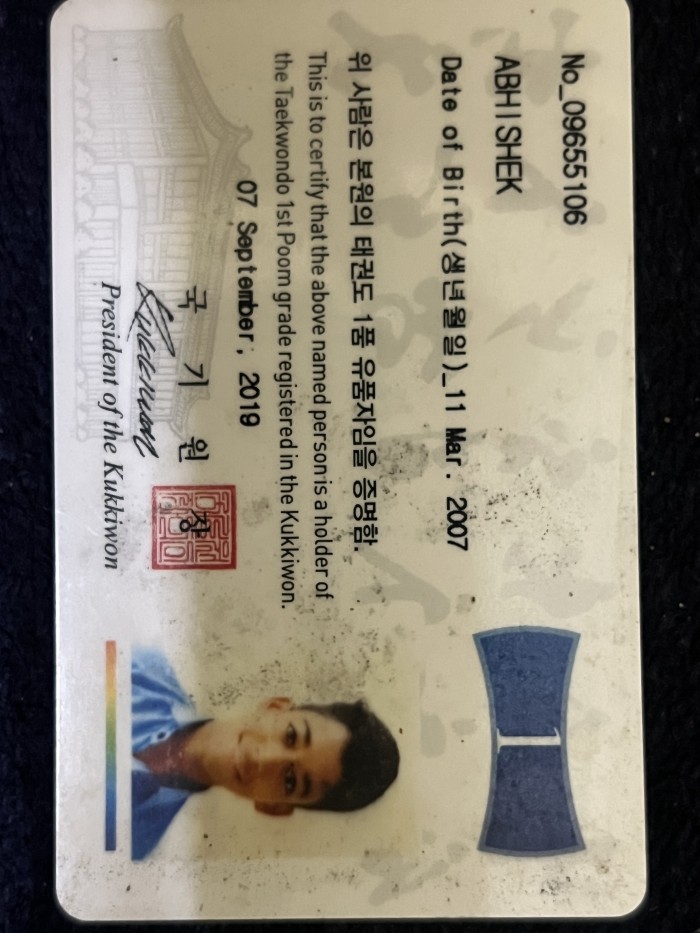 No_09655106
ABHISHEK
Date of Birth(생년월일)_11 Mar. 2007
위 사람은 본원의 태권도 1품 유품자임을 증명함.
This is to certify that the above named person is a holder of
the Taekwondo 1st Poom grade registered in the Kukkiwon.
07 September, 2019
국 기 원 장
President of the Kukkiwon
I